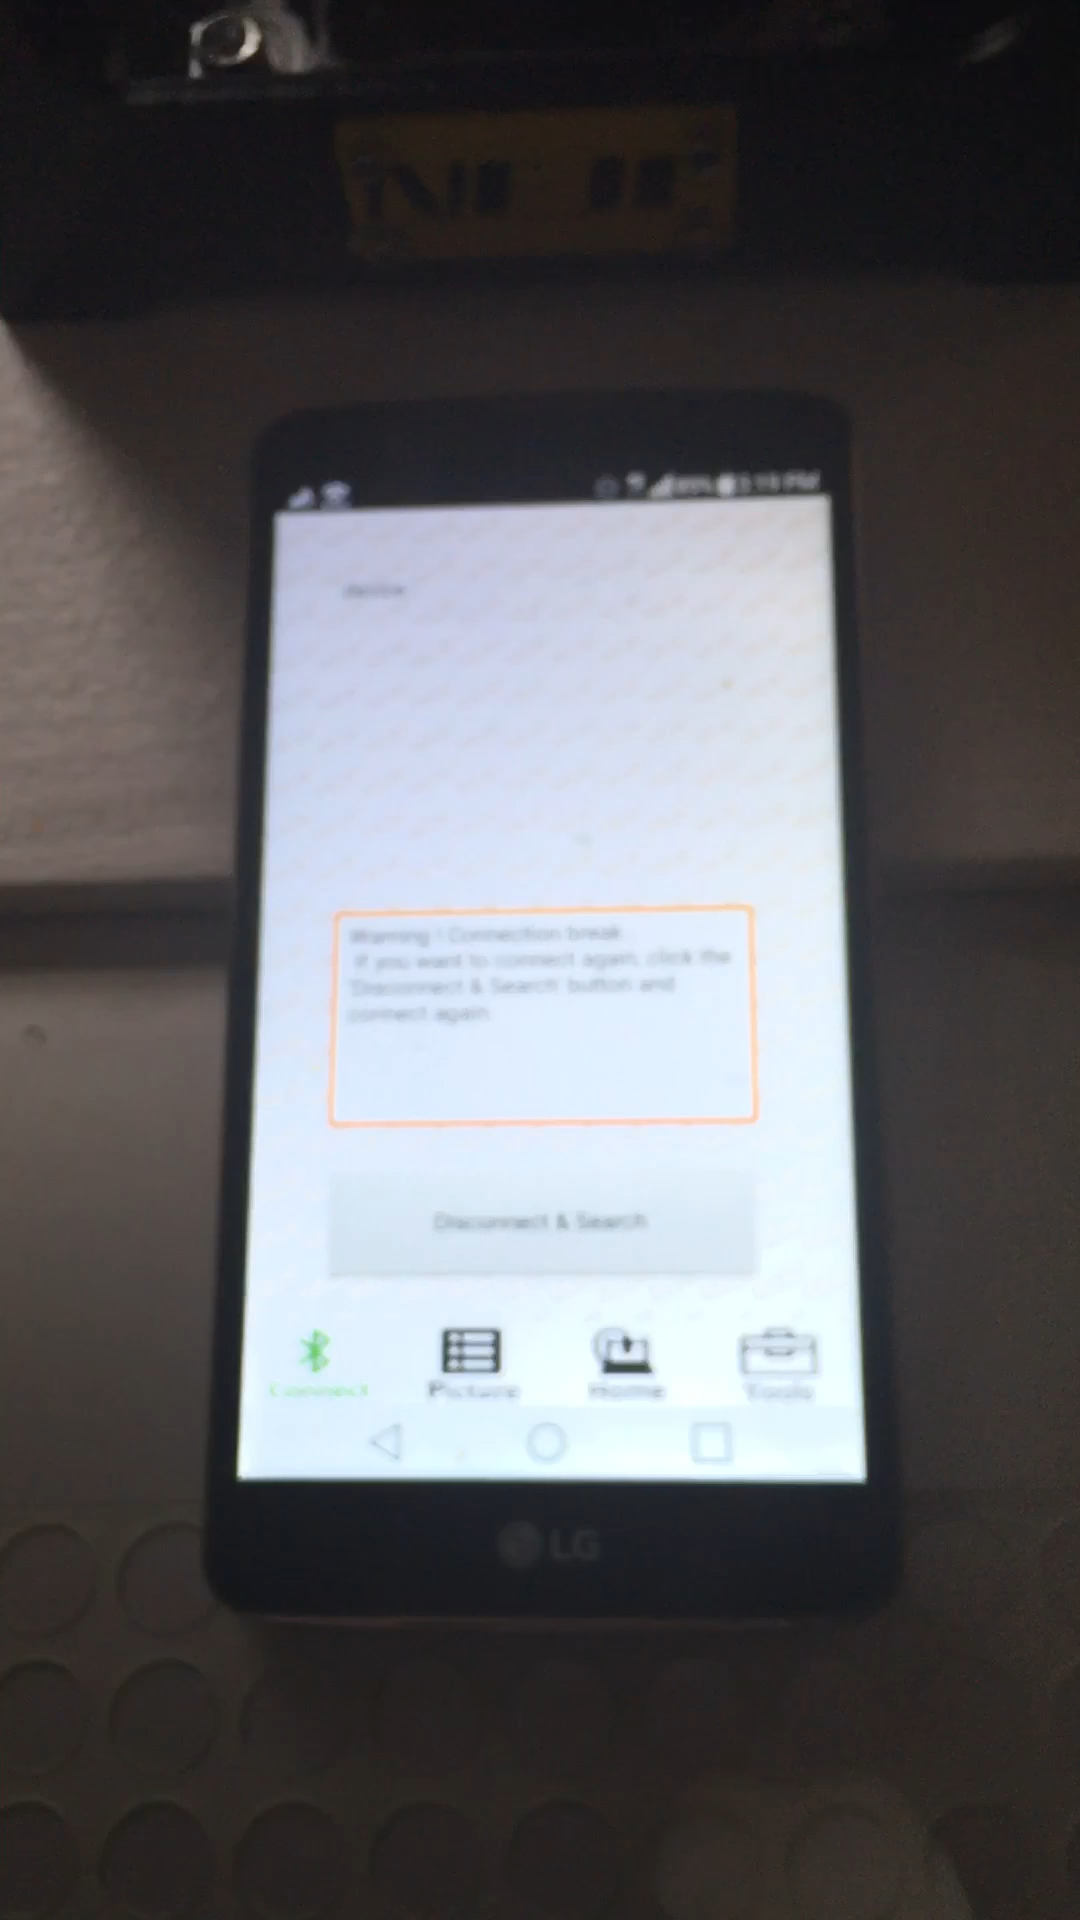 device
Warning ! Connection break.
If you want to connect again, click the
'Disconnect & Search' button and
connect again.
Disconnect & Search
Connect Picture Home Tools
LG